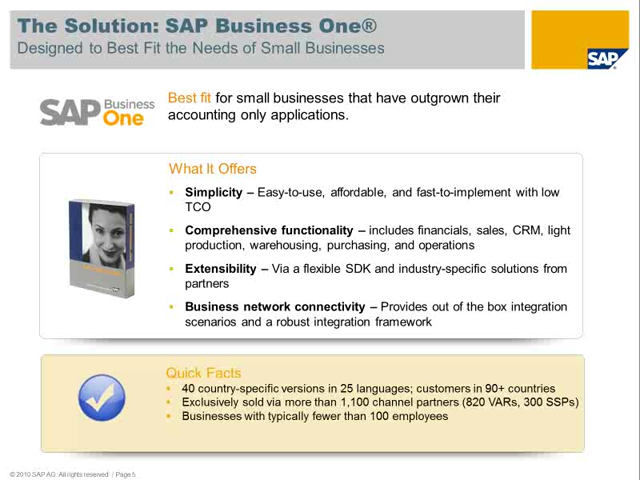 The Solution: SAP Business One®
Designed to Best Fit the Needs of Small Businesses
SAP
SAP Business One
Best fit for small businesses that have outgrown their
accounting only applications.
What It Offers
Simplicity – Easy-to-use, affordable, and fast-to-implement with low
TCO
Comprehensive functionality – includes financials, sales, CRM, light
production, warehousing, purchasing, and operations
Extensibility – Via a flexible SDK and industry-specific solutions from
partners
Business network connectivity – Provides out of the box integration
scenarios and a robust integration framework
SAP
Quick Facts
40 country-specific versions in 25 languages; customers in 90+ countries
Exclusively sold via more than 1,100 channel partners (820 VARs, 300 SSPs)
Businesses with typically fewer than 100 employees
© 2010 SAP AG. All rights reserved. / Page 5